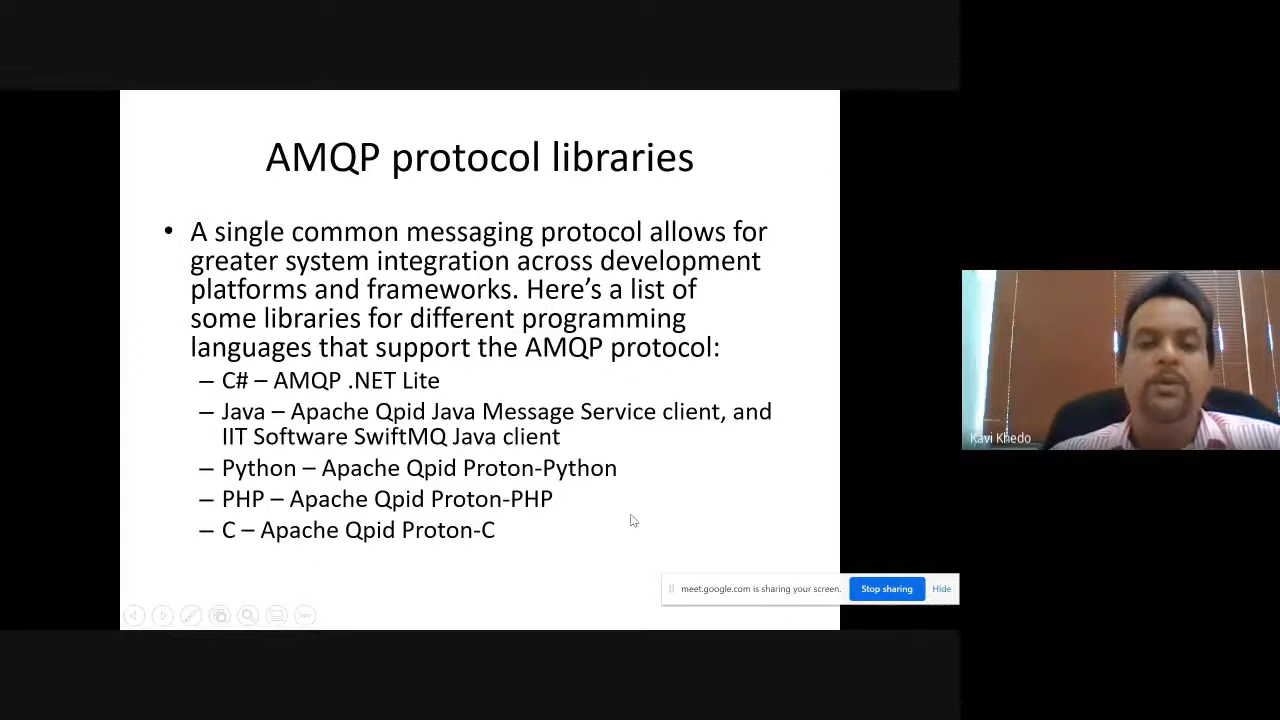 AMQP protocol libraries
• A single common messaging protocol allows for
greater system integration across development
platforms and frameworks. Here’s a list of
some libraries for different programming
languages that support the AMQP protocol:
– C# – AMQP .NET Lite
– Java – Apache Qpid Java Message Service client, and
IIT Software SwiftMQ Java client
– Python – Apache Qpid Proton-Python
– PHP – Apache Qpid Proton-PHP
– C – Apache Qpid Proton-C
meet.google.com is sharing your screen. Stop sharing Hide
Kavi Khedo